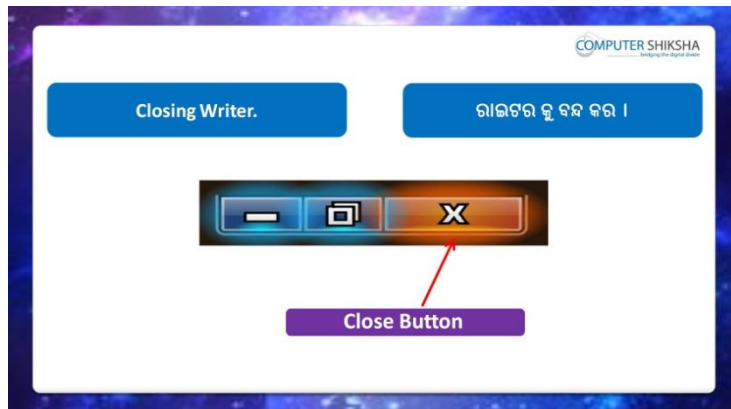 COMPUTER SHIKSHA
bridging the digital divide
Closing Writer.
ରାଇଟର କୁ ବନ୍ଦ କର ।
X
Close Button